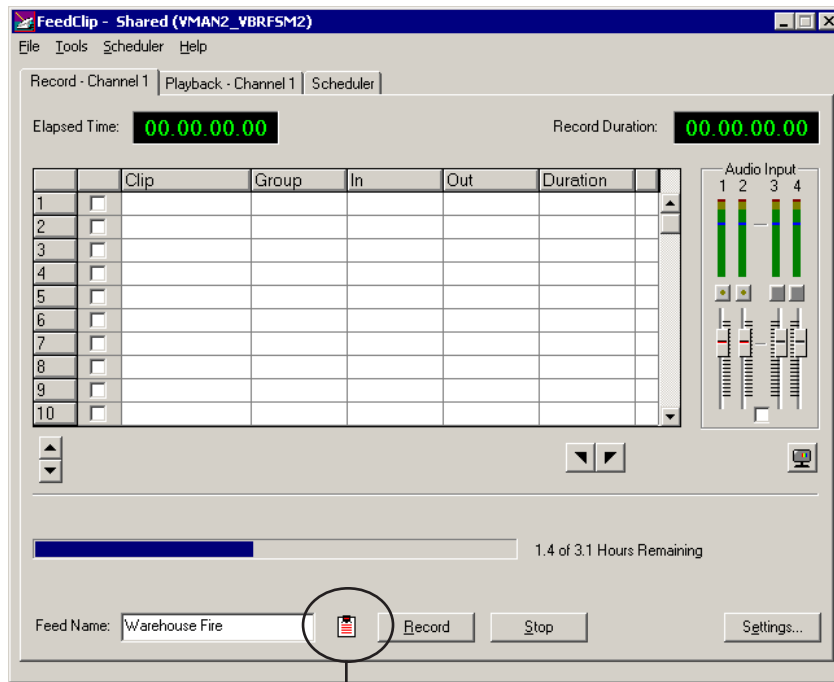 FeedClip - Shared (VMAN2_VBRFSM2)
File Tools Scheduler Help
Record - Channel 1 Playback - Channel 1 Scheduler
Elapsed Time: 00.00.00.00 Record Duration: 00.00.00.00
Clip Group In Out Duration
Audio Input
1 2 3 4
1
2
3
4
5
6
7
8
9
10
1.4 of 3.1 Hours Remaining
Feed Name: Warehouse Fire Record Stop Settings...